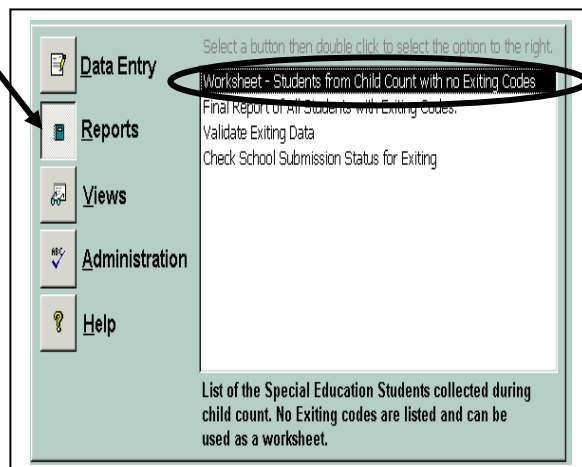 Select a button then double click to select the option to the right.
Data Entry
Reports
Views
ABC
Administration
Help
Worksheet - Students from Child Count with no Exiting Codes
Final Report of All Students with Exiting Codes.
Validate Exiting Data
Check School Submission Status for Exiting
List of the Special Education Students collected during
child count. No Exiting codes are listed and can be
used as a worksheet.